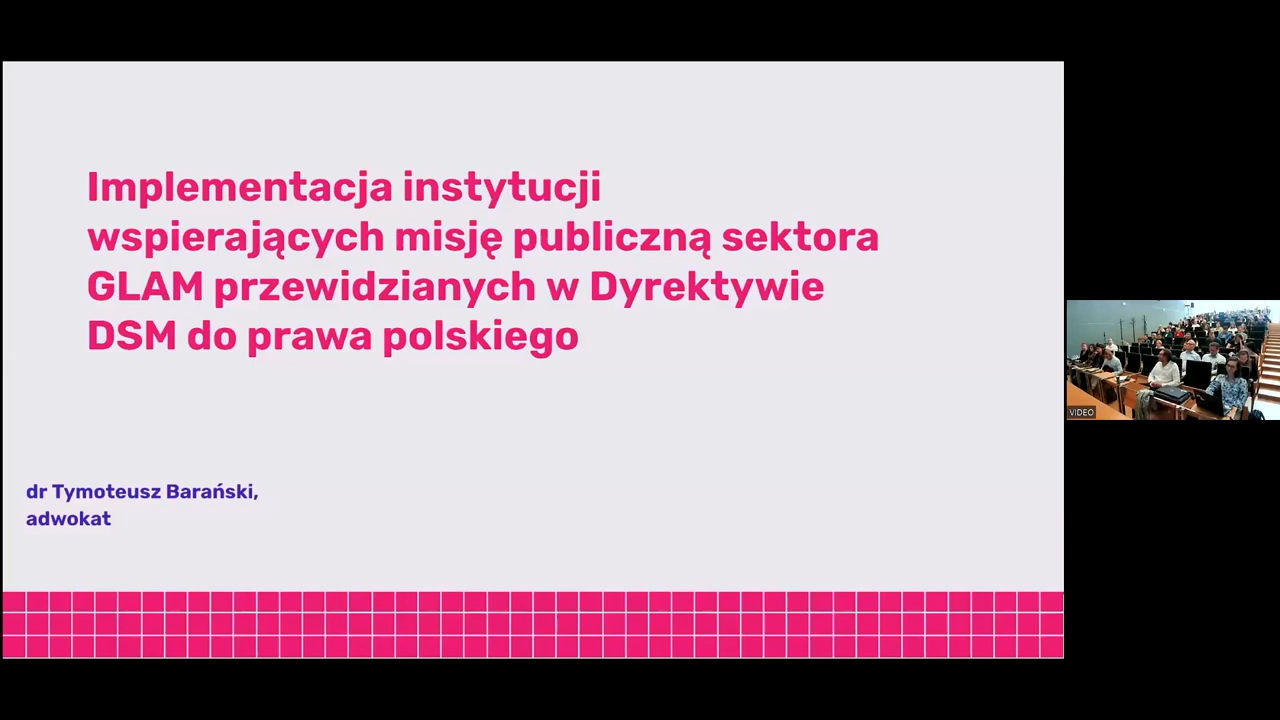 Implementacja instytucji
wspierających misję publiczną sektora
GLAM przewidzianych w Dyrektywie
DSM do prawa polskiego
dr Tymoteusz Barański,
adwokat
VIDEO